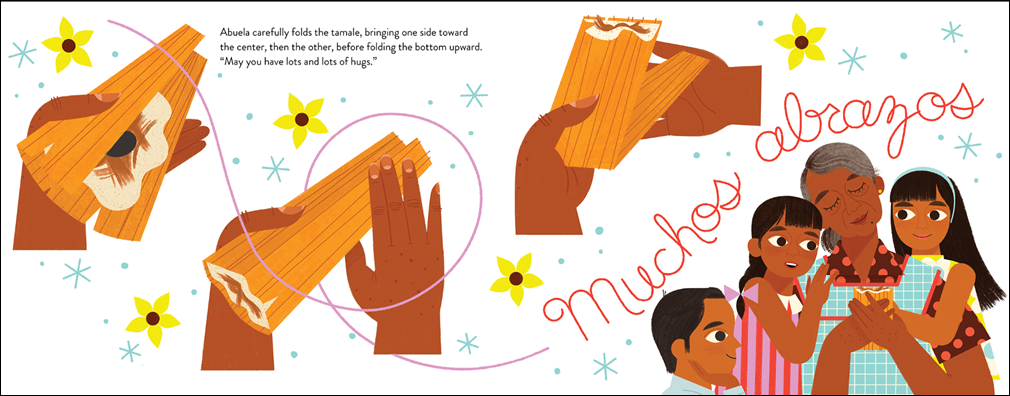 Abuela carefully folds the tamale, bringing one side toward
the center, then the other, before folding the bottom upward.
“May you have lots and lots of hugs.”
Muchos
abrazos